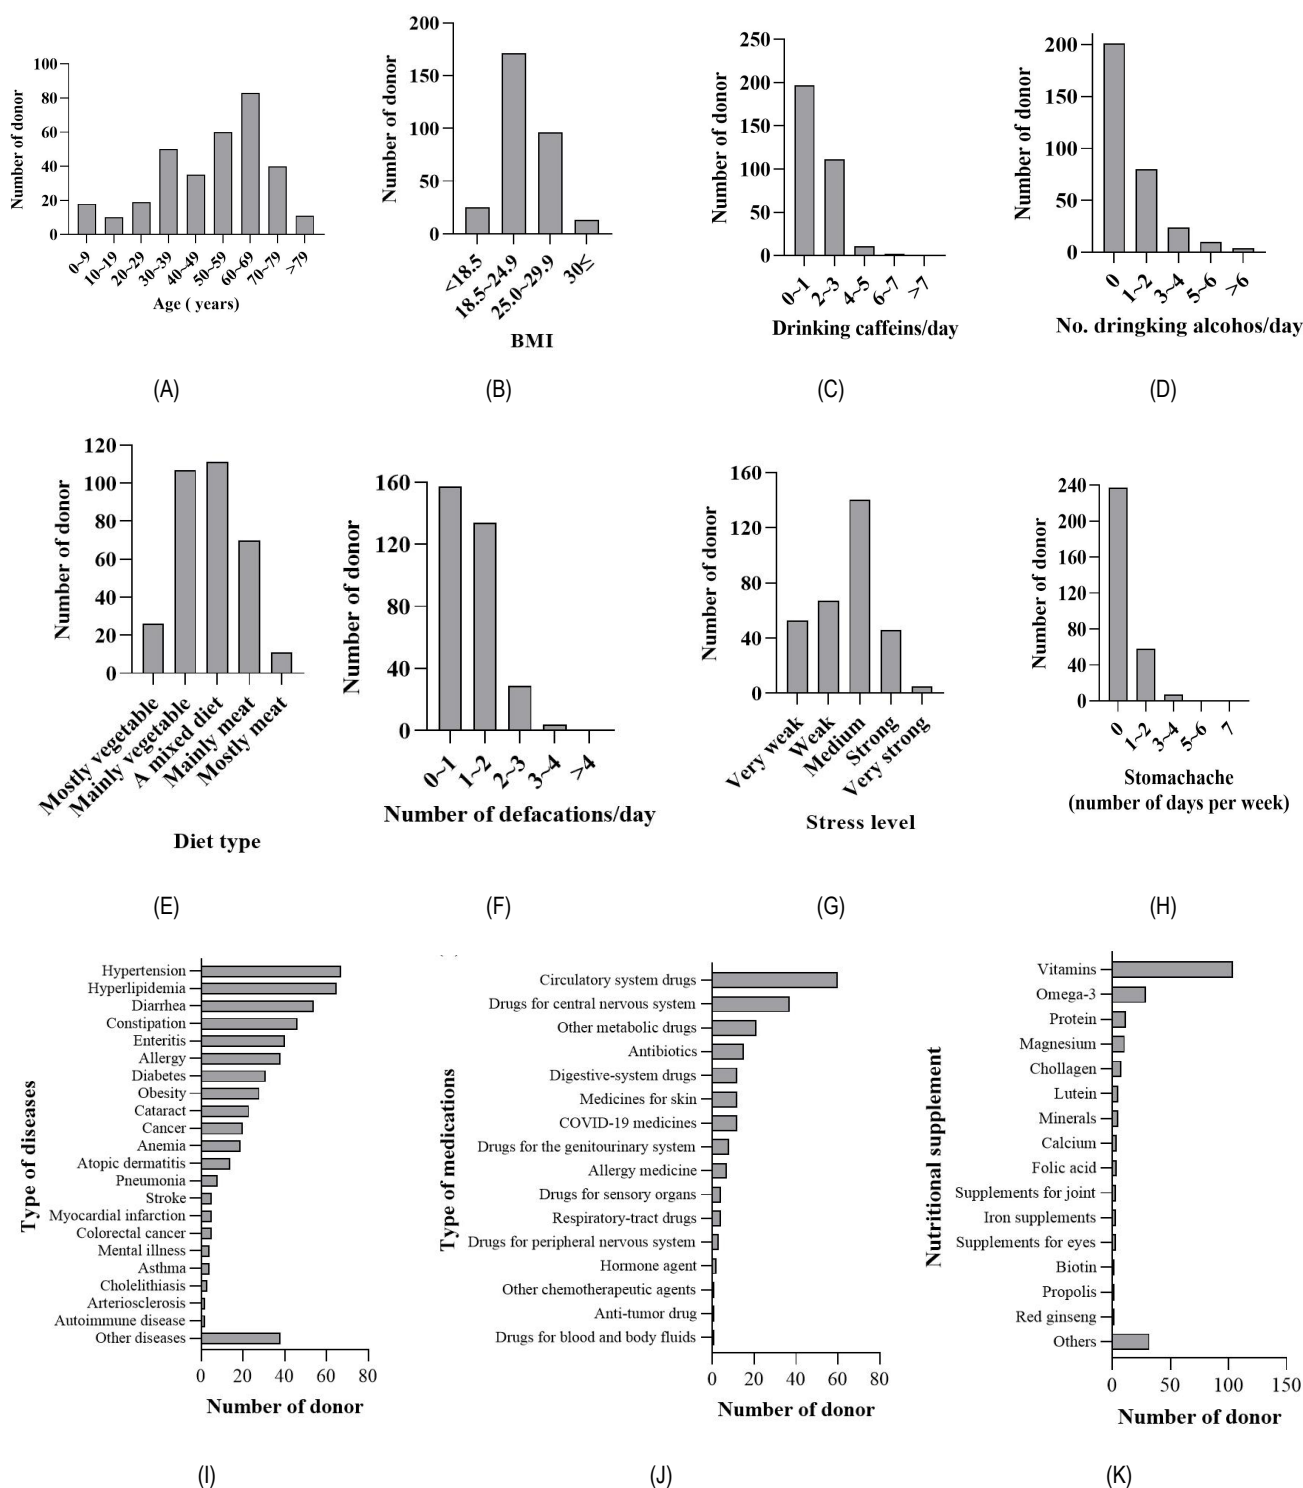 Number of donor
100
80
60
40
20
0
0~9
10~19
20~29
30~39
40~49
50~59
60~69
70~79
>79
Age ( years)
(A)
Number of donor
200
150
100
50
0
<18.5
18.5~24.9
25.0~29.9
30≤
BMI
(B)
Number of donor
250
200
150
100
50
0
0~1
2~3
4~5
6~7
>7
Drinking caffeins/day
(C)
Number of donor
200
150
100
50
0
0
1~2
3~4
5~6
>6
No. dringking alcohos/day
(D)
Number of donor
120
100
80
60
40
20
0
Mostly vegetable
Mainly vegetable
A mixed diet
Mainly meat
Mostly meat
Diet type
(E)
Number of donor
160
120
80
40
0
0~1
1~2
2~3
3~4
>4
Number of defacations/day
(F)
Number of donor
160
120
80
40
0
Very weak
Weak
Medium
Strong
Very strong
Stress level
(G)
Number of donor
240
200
160
120
80
40
0
0
1~2
3~4
5~6
7
Stomachache
(number of days per week)
(H)
Type of diseases
Hypertension
Hyperlipidemia
Diarrhea
Constipation
Enteritis
Allergy
Diabetes
Obesity
Cataract
Cancer
Anemia
Atopic dermatitis
Pneumonia
Stroke
Myocardial infarction
Colorectal cancer
Mental illness
Asthma
Cholelithiasis
Arteriosclerosis
Autoimmune disease
Other diseases
0 20 40 60 80
Number of donor
(I)
Type of medications
Circulatory system drugs
Drugs for central nervous system
Other metabolic drugs
Antibiotics
Digestive-system drugs
Medicines for skin
COVID-19 medicines
Drugs for the genitourinary system
Allergy medicine
Drugs for sensory organs
Respiratory-tract drugs
Drugs for peripheral nervous system
Hormone agent
Other chemotherapeutic agents
Anti-tumor drug
Drugs for blood and body fluids
0 20 40 60 80
Number of donor
(J)
Nutritional supplement
Vitamins
Omega-3
Protein
Magnesium
Chollagen
Lutein
Minerals
Calcium
Folic acid
Supplements for joint
Iron supplements
Supplements for eyes
Biotin
Propolis
Red ginseng
Others
0 50 100 150
Number of donor
(K)